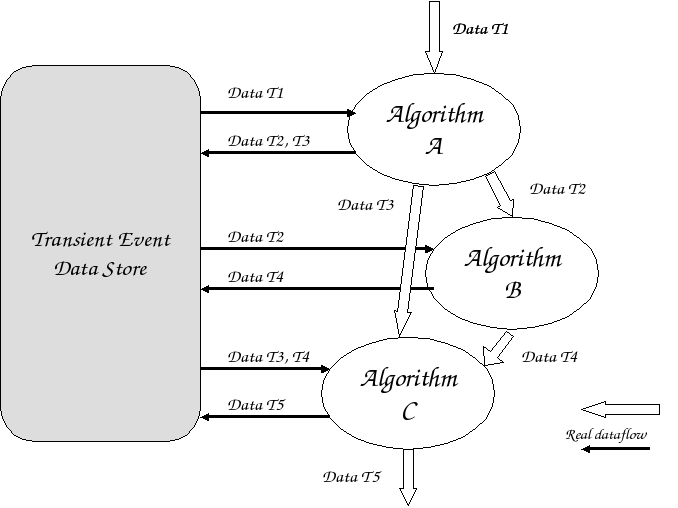 Data T1
Data T1
Algorithm
A
Data T2, T3
Data T3
Data T2
Transient Event
Data Store
Data T2
Algorithm
B
Data T4
Data T3, T4
Data T4
Algorithm
C
Data T5
Real dataflow
Data T5